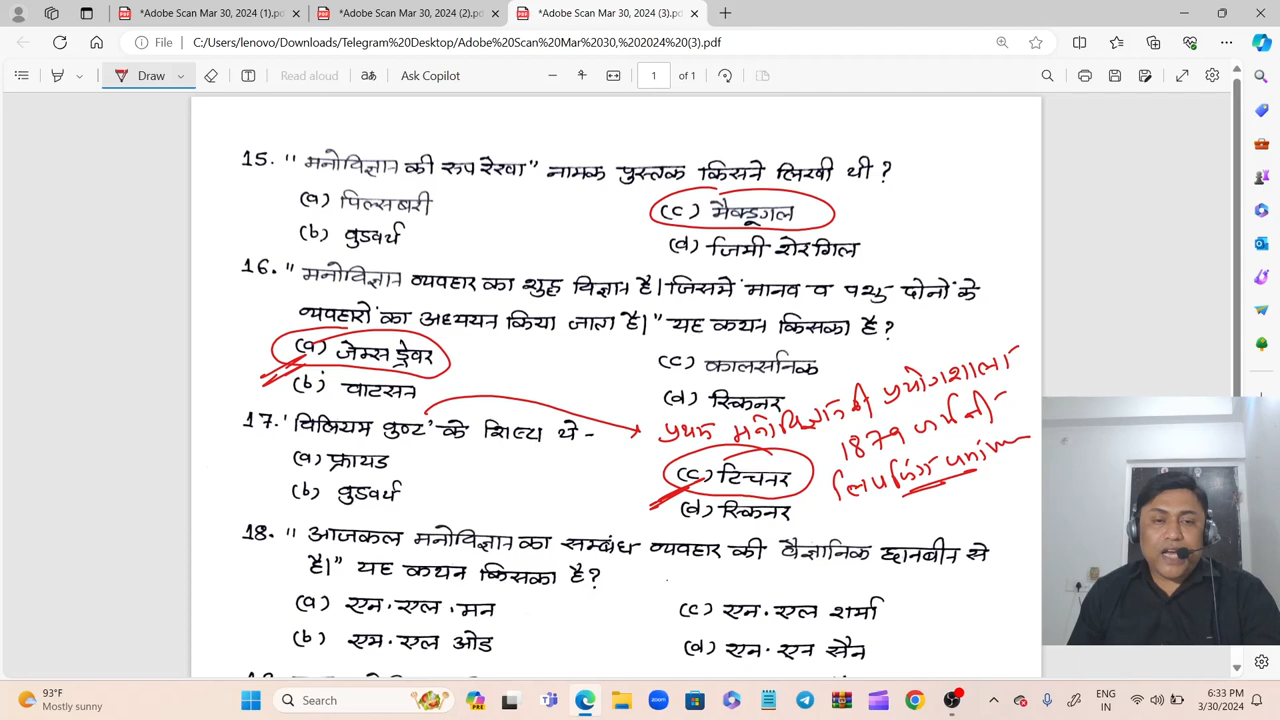 *Adobe Scan Mar 30, 2024 (1).pdf
*Adobe Scan Mar 30, 2024 (2).pdf
*Adobe Scan Mar 30, 2024 (3).pdf
File
C:/Users/lenovo/Downloads/Telegram%20Desktop/Adobe%20Scan%20Mar%2030,%202024%20(3).pdf
Draw
Read aloud
aあ
Ask Copilot
1 of 1
15. "मनोविज्ञान की रुपरेखा" नामक पुस्तक किसने लिखी थी?
(a) पिल्सबरी
(c) मैक्डूगल
(b) वुडवर्थ
(d) जिमी शेरगिल
16. "मनोविज्ञान व्यवहार का शुद्ध विज्ञान है। जिसमें मानव व पशु दोनों के
व्यवहारों का अध्ययन किया जाता है।" यह कथन किसका है?
(a) जेम्स ड्रेवर
(c) कालसनिक
(b) वाटसन
(d) स्किनर
प्रथम मनोविज्ञान की प्रयोगशाला
1879 जर्मनी
लिपजिंग
17. 'विलियम वुण्ट' के शिष्य थे -
(a) फ्रायड
(c) टिचनर
(b) वुडवर्थ
(d) स्किनर
18. "आजकल मनोविज्ञान का सम्बंध व्यवहार की वैज्ञानिक छानबीन से
है।" यह कथन किसका है?
(a) एन.एल.मन
(c) एन.एल शर्मा
(b) एम.एल ओड
(d) एन.एन सैन
93°F
Mostly sunny
Search
zoom
ENG
IN
3:33 PM
3/30/2024